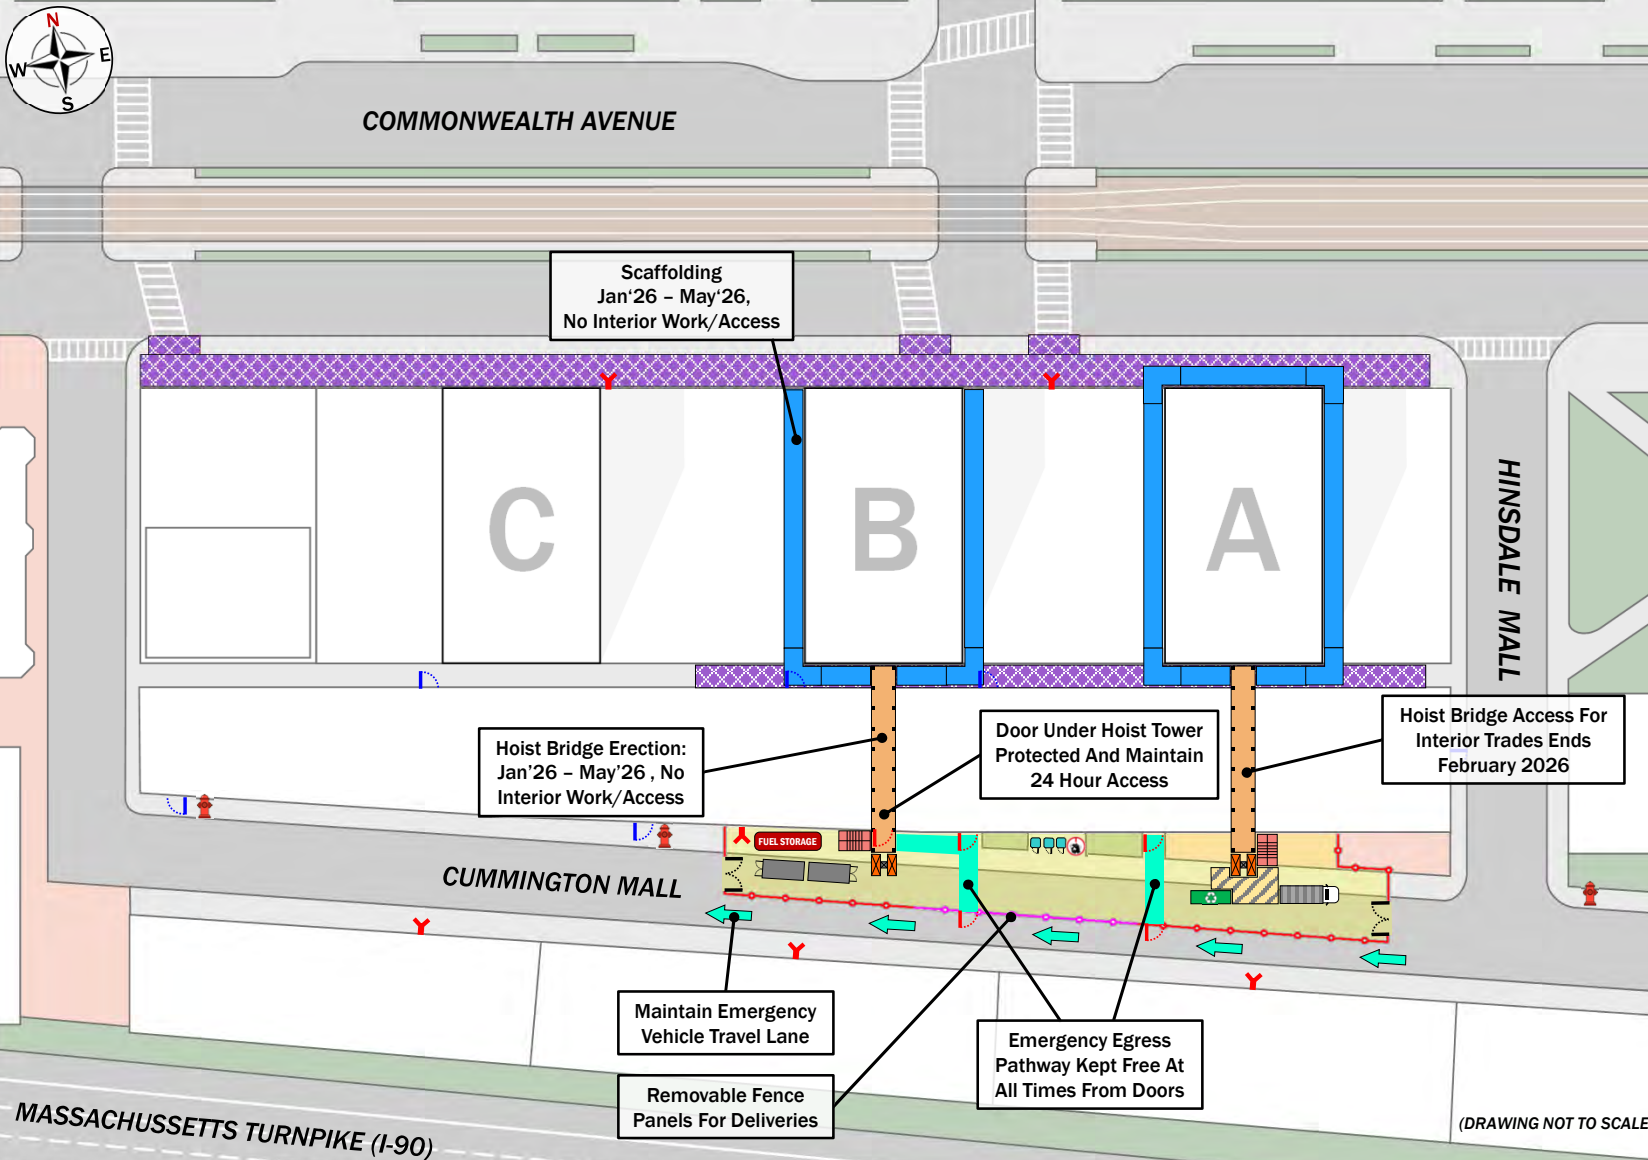 N
W
E
S
COMMONWEALTH AVENUE
Scaffolding
Jan‘26 – May‘26,
No Interior Work/Access
C
B
A
HINSDALE MALL
Hoist Bridge Erection:
Jan’26 – May’26 , No
Interior Work/Access
Door Under Hoist Tower
Protected And Maintain
24 Hour Access
Hoist Bridge Access For
Interior Trades Ends
February 2026
FUEL STORAGE
CUMMINGTON MALL
Maintain Emergency
Vehicle Travel Lane
Removable Fence
Panels For Deliveries
Emergency Egress
Pathway Kept Free At
All Times From Doors
MASSACHUSSETTS TURNPIKE (I-90)
(DRAWING NOT TO SCALE